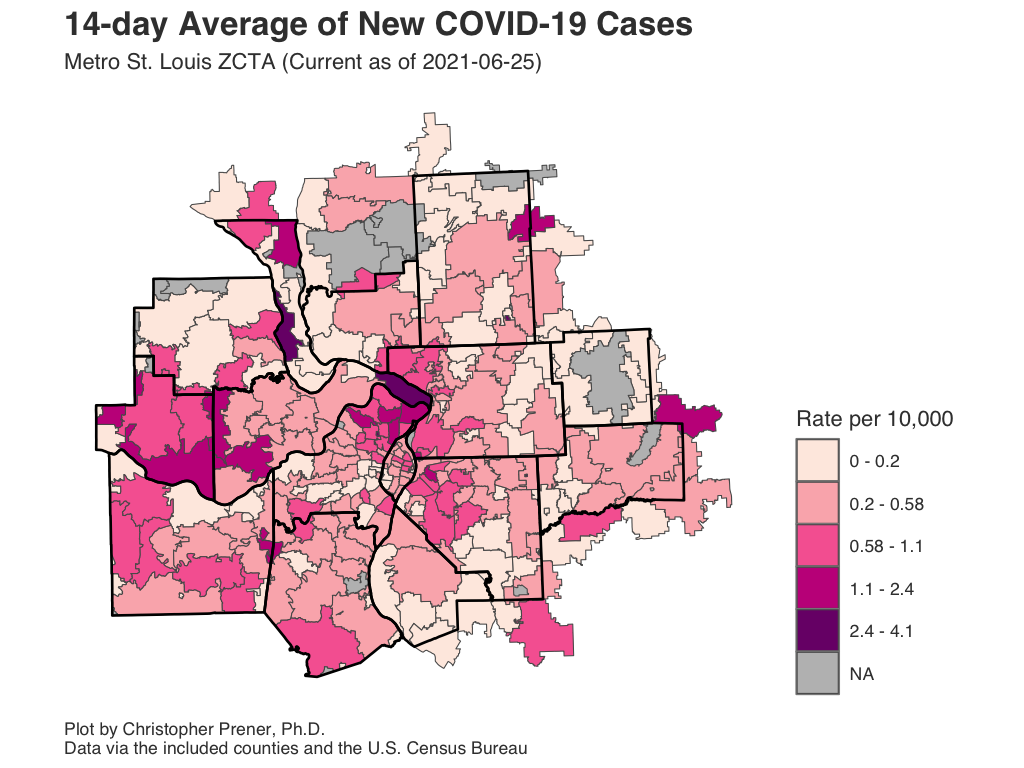 14-day Average of New COVID-19 Cases
Metro St. Louis ZCTA (Current as of 2021-06-25)
Rate per 10,000
0 - 0.2
0.2 - 0.58
0.58 - 1.1
1.1 - 2.4
2.4 - 4.1
NA
Plot by Christopher Prener, Ph.D.
Data via the included counties and the U.S. Census Bureau